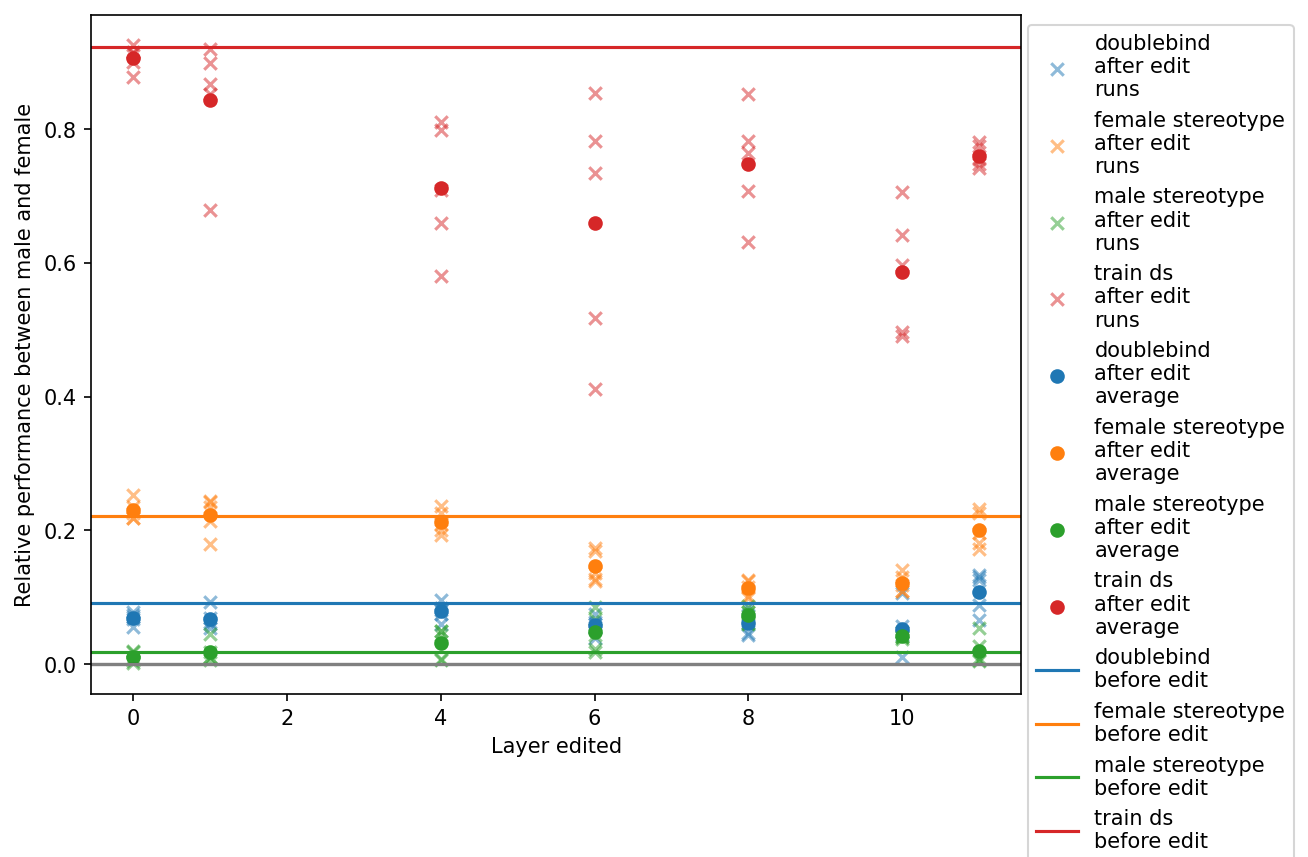 Relative performance between male and female
0.8
0.6
0.4
0.2
0.0
0
2
4
6
8
10
Layer edited
doublebind
after edit
runs
female stereotype
after edit
runs
male stereotype
after edit
runs
train ds
after edit
runs
doublebind
after edit
average
female stereotype
after edit
average
male stereotype
after edit
average
train ds
after edit
average
doublebind
before edit
female stereotype
before edit
male stereotype
before edit
train ds
before edit